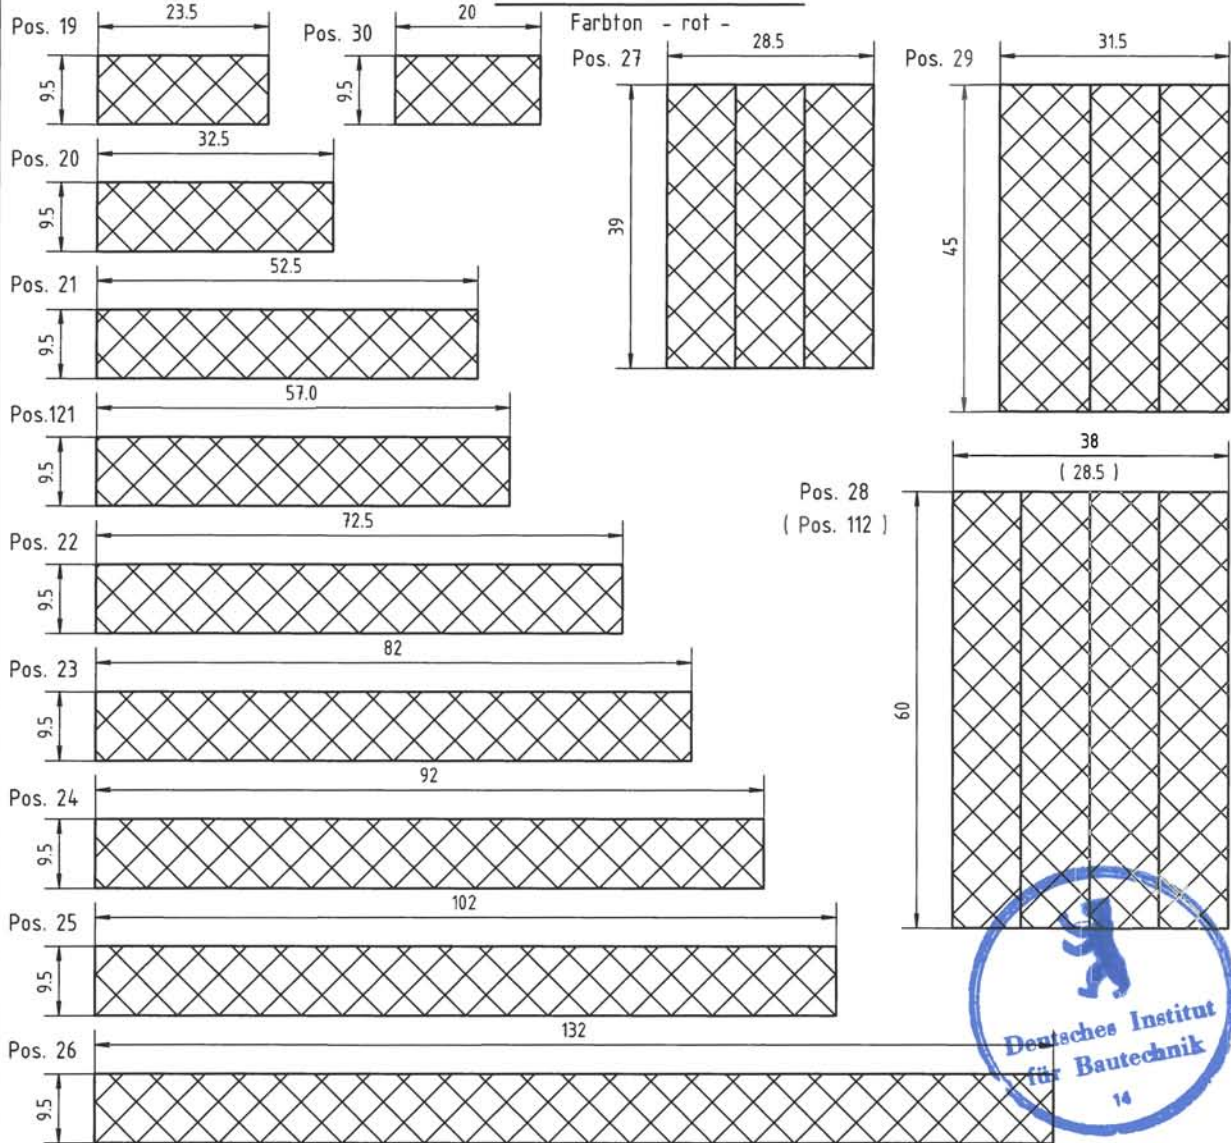 Farbton - rot -
Pos. 19
23.5
9.5
Pos. 30
20
9.5
Pos. 27
28.5
39
Pos. 29
31.5
45
Pos. 20
32.5
9.5
Pos. 21
52.5
9.5
Pos.121
57.0
9.5
Pos. 28
( Pos. 112 )
38
( 28.5 )
60
Pos. 22
72.5
9.5
Pos. 23
82
9.5
Pos. 24
92
9.5
Pos. 25
102
9.5
Pos. 26
132
9.5
Deutsches Institut
für Bautechnik
14